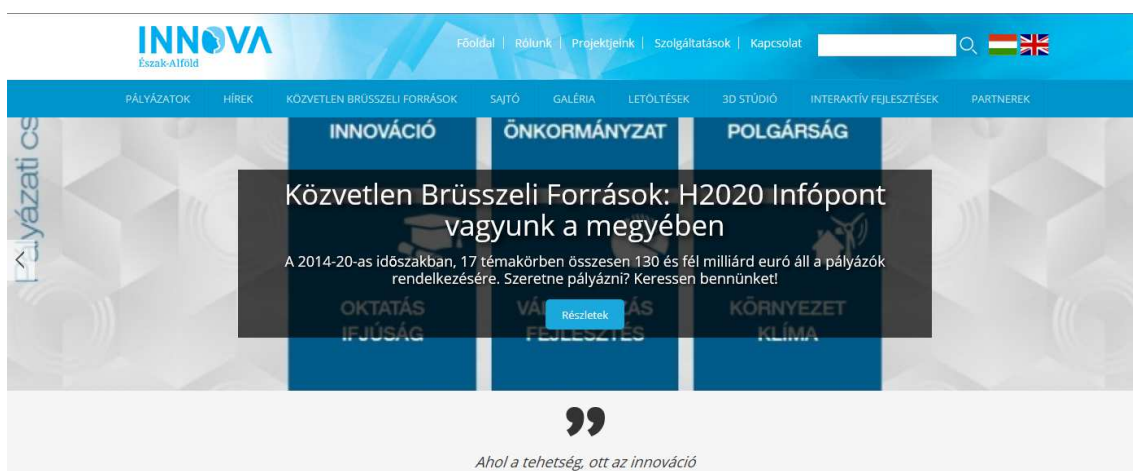 INNOVA
Észak-Alföld
Főoldal | Rólunk | Projektjeink | Szolgáltatások | Kapcsolat
PÁLYÁZATOK HÍREK KÖZVETLEN BRÜSSZELI FORRÁSOK SAJTÓ GALÉRIA LETÖLTÉSEK 3D STÚDIÓ INTERAKTÍV FEJLESZTÉSEK PARTNEREK
INNOVÁCIÓ ÖNKORMÁNYZAT POLGÁRSÁG
Közvetlen Brüsszeli Források: H2020 Infópont
vagyunk a megyében
A 2014-20-as időszakban, 17 témakörben összesen 130 és fél milliárd euró áll a pályázók
rendelkezésére. Szeretne pályázni? Keressen bennünket!
Részletek
OKTATÁS
IFJÚSÁG
KÖRNYEZET
KLÍMA
”
Ahol a tehetség, ott az innováció